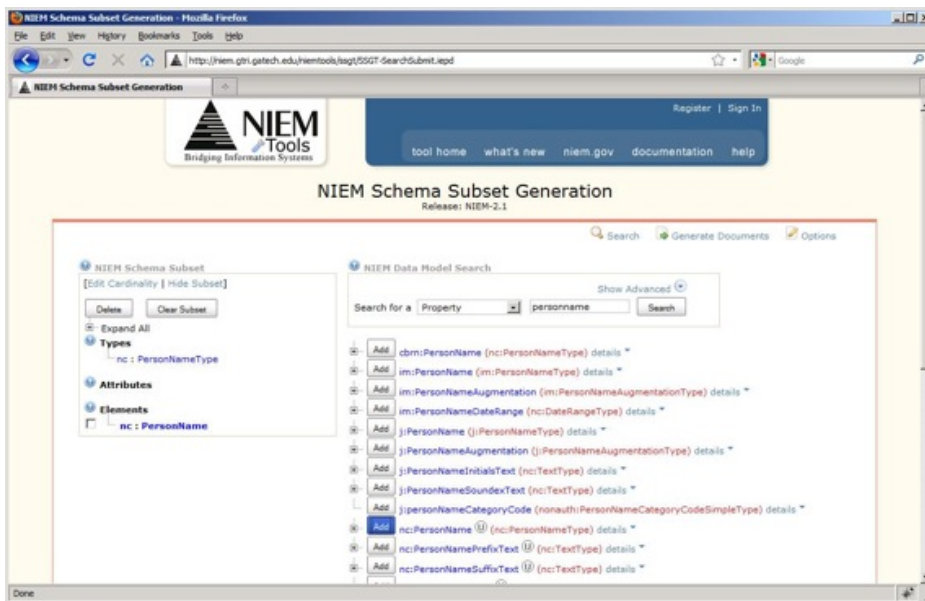 NIEM Schema Subset Generation - Mozilla Firefox
File Edit View History Bookmarks Tools Help
http://niem.gtri.gatech.edu/niemtools/ssgt/SSGT-SearchSubmit.iepd
Google
NIEM Schema Subset Generation
NIEM
Tools
Bridging Information Systems
Register | Sign In
tool home what's new niem.gov documentation help
NIEM Schema Subset Generation
Release: NIEM-2.1
Search Generate Documents Options
NIEM Schema Subset
[Edit Cardinality | Hide Subset]
Delete Clear Subset
Expand All
Types
nc : PersonNameType
Attributes
Elements
nc : PersonName
NIEM Data Model Search
Show Advanced
Search for a Property personname Search
Add cbrn:PersonName (nc:PersonNameType) details
Add im:PersonName (im:PersonNameType) details
Add im:PersonNameAugmentation (im:PersonNameAugmentationType) details
Add im:PersonNameDateRange (nc:DateRangeType) details
Add j:PersonName (j:PersonNameType) details
Add j:PersonNameAugmentation (j:PersonNameAugmentationType) details
Add j:PersonNameInitialsText (nc:TextType) details
Add j:PersonNameSoundexText (nc:TextType) details
Add j:personNameCategoryCode (nonauth:PersonNameCategoryCodeSimpleType) details
Add nc:PersonName (nc:PersonNameType) details
Add nc:PersonNamePrefixText (nc:TextType) details
Add nc:PersonNameSuffixText (nc:TextType) details
Done